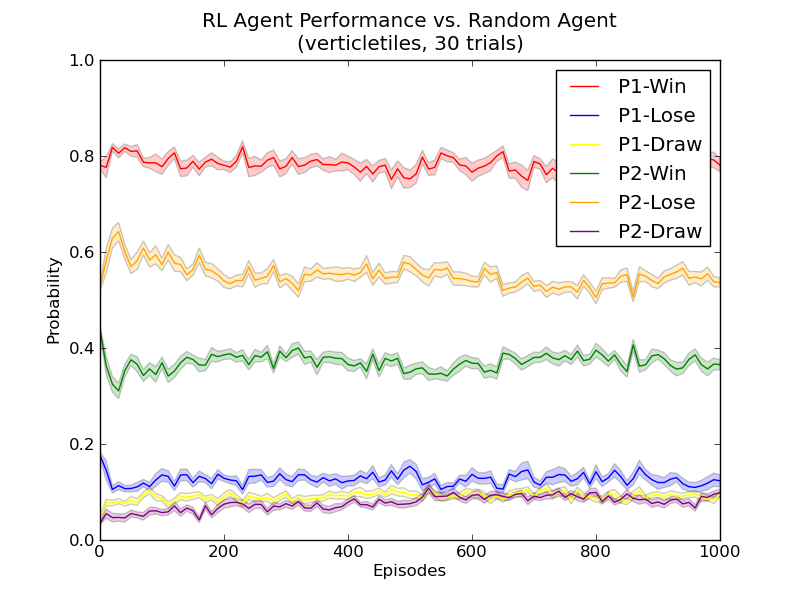 RL Agent Performance vs. Random Agent
(verticletiles, 30 trials)
1.0
0.8
0.6
0.4
0.2
0.0
Probability
P1-Win
P1-Lose
P1-Draw
P2-Win
P2-Lose
P2-Draw
0 200 400 600 800 1000
Episodes